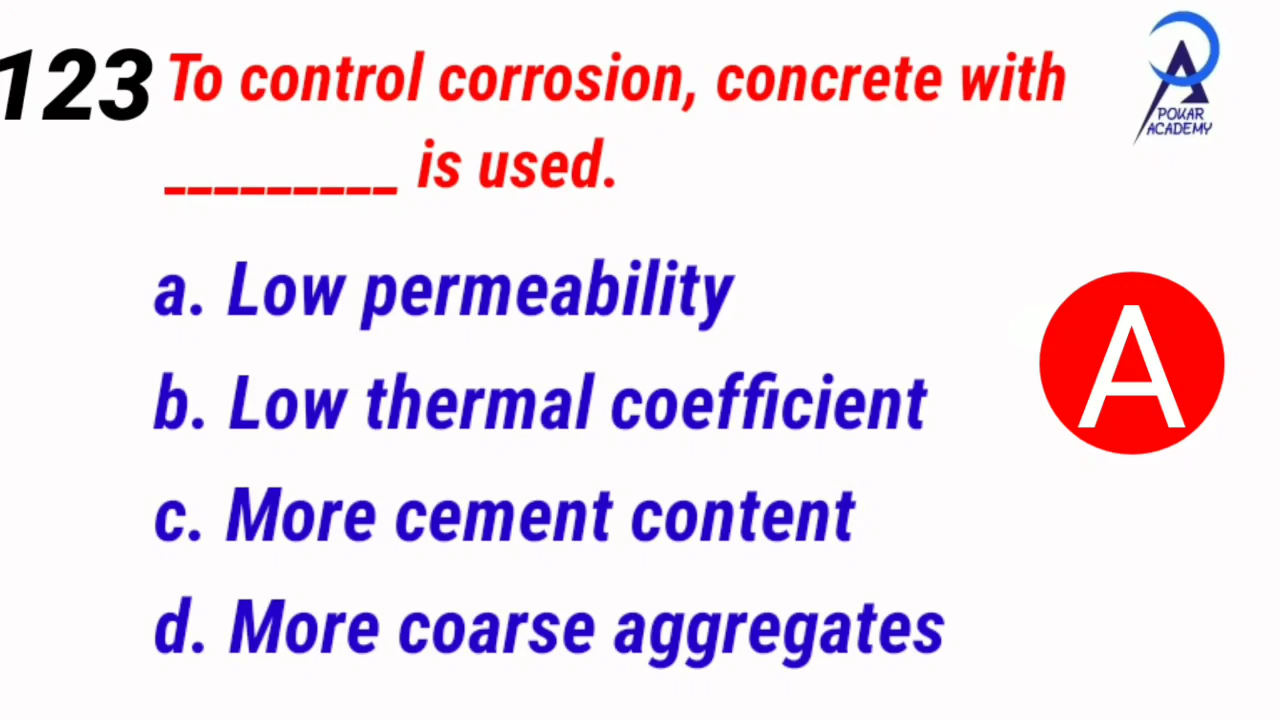 123 To control corrosion, concrete with
_________ is used.
a. Low permeability
b. Low thermal coefficient
c. More cement content
d. More coarse aggregates
A
POKAR
ACADEMY